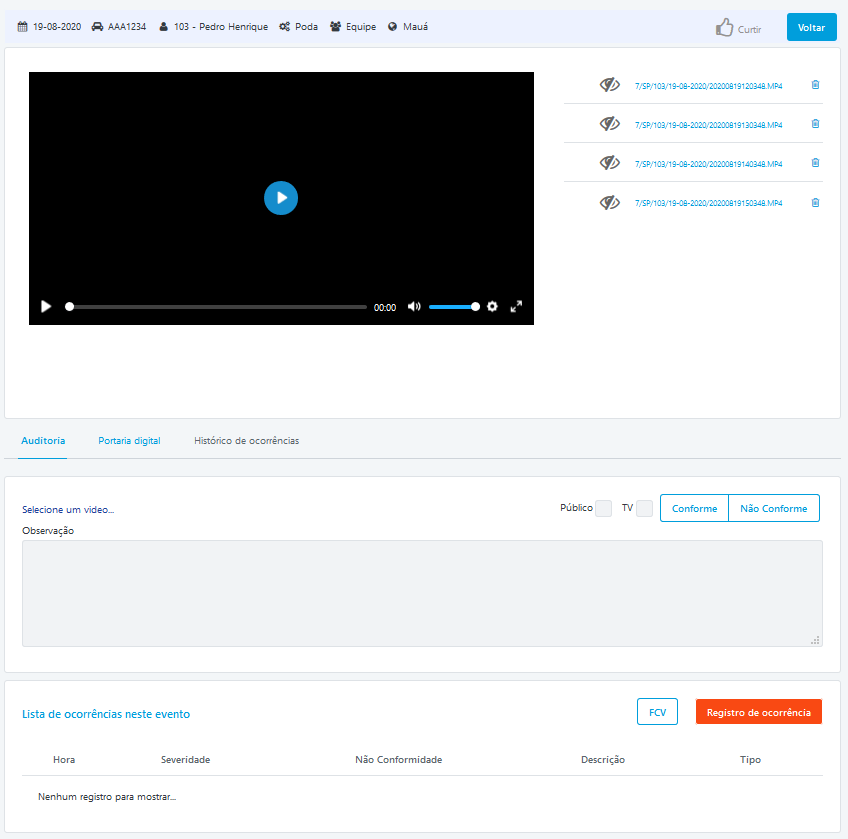 19-08-2020 AAA1234 103 - Pedro Henrique Poda Equipe Mauá Curtir Voltar
7/SP/103/19-08-2020/20200819120348.MP4
7/SP/103/19-08-2020/20200819130348.MP4
7/SP/103/19-08-2020/20200819140348.MP4
7/SP/103/19-08-2020/20200819150348.MP4
00:00
Auditoria Portaria digital Histórico de ocorrências
Selecione um video... Público TV Conforme Não Conforme
Observação
Lista de ocorrências neste evento FCV Registro de ocorrência
Hora Severidade Não Conformidade Descrição Tipo
Nenhum registro para mostrar...